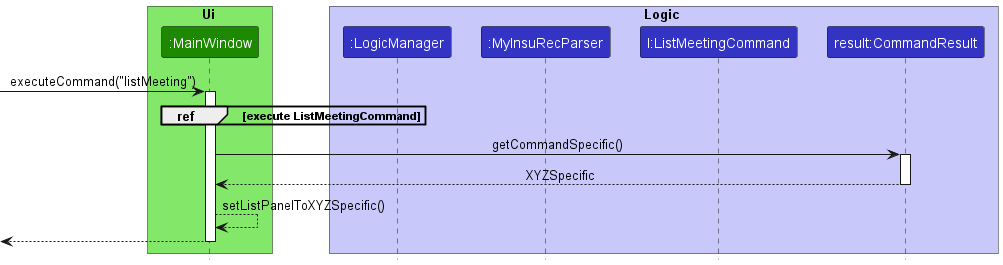 Ui
Logic
:MainWindow
:LogicManager
:MyInsuRecParser
l:ListMeetingCommand
result:CommandResult
executeCommand("listMeeting")
ref
[execute ListMeetingCommand]
getCommandSpecific()
XYZSpecific
setListPanelToXYZSpecific()